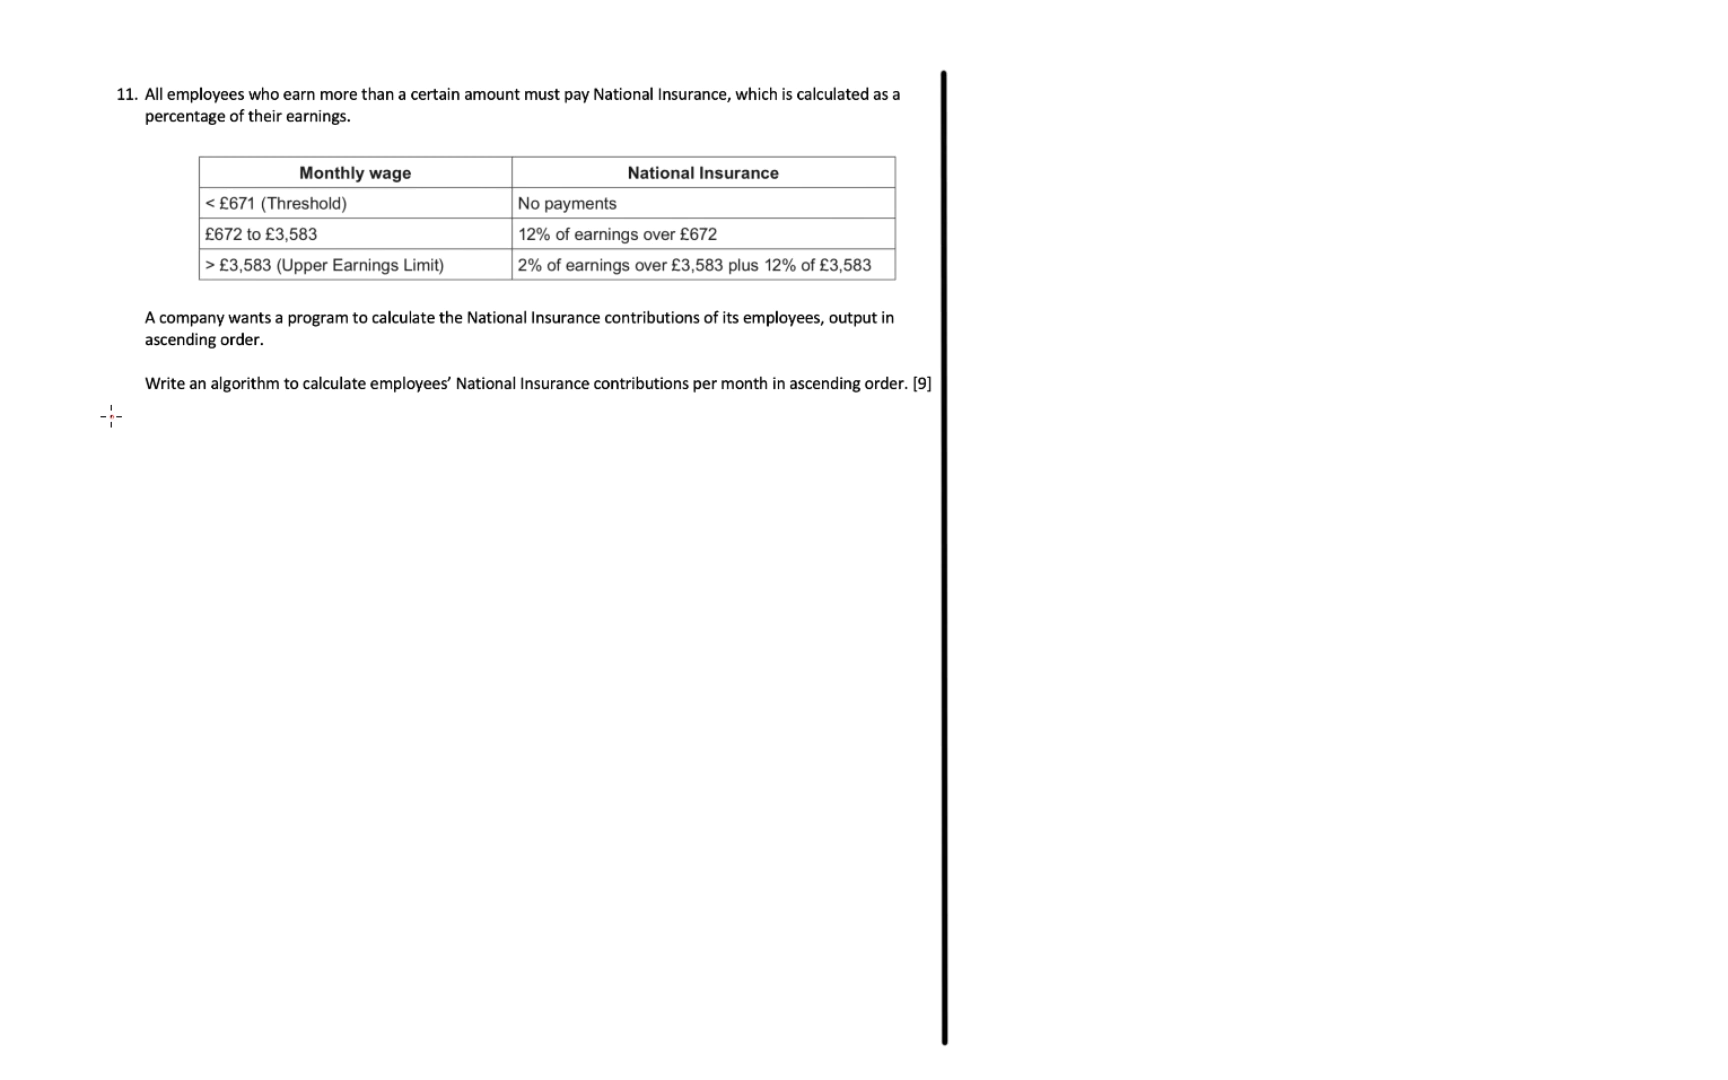 11. All employees who earn more than a certain amount must pay National Insurance, which is calculated as a
percentage of their earnings.
Monthly wage National Insurance
< £671 (Threshold) No payments
£672 to £3,583 12% of earnings over £672
> £3,583 (Upper Earnings Limit) 2% of earnings over £3,583 plus 12% of £3,583
A company wants a program to calculate the National Insurance contributions of its employees, output in
ascending order.
Write an algorithm to calculate employees’ National Insurance contributions per month in ascending order. [9]